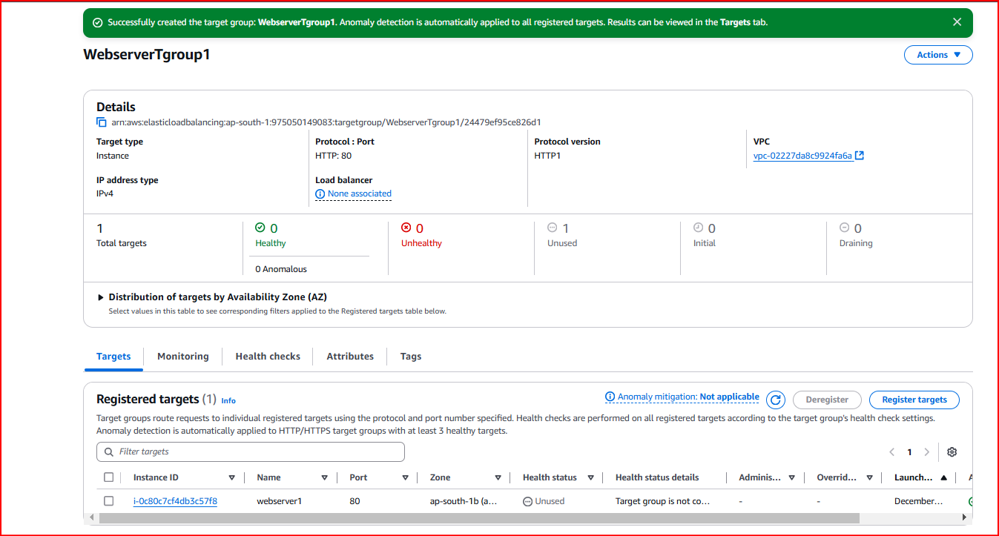 Successfully created the target group: WebserverTgroup1. Anomaly detection is automatically applied to all registered targets. Results can be viewed in the Targets tab.
WebserverTgroup1
Actions
Details
arn:aws:elasticloadbalancing:ap-south-1:975050149083:targetgroup/WebserverTgroup1/24479ef95ce826d1
Target type
Protocol : Port
Protocol version
VPC
Instance
HTTP: 80
HTTP1
vpc-02227da8c9924fa6a
IP address type
Load balancer
IPv4
None associated
1
0
0
1
0
0
Total targets
Healthy
Unhealthy
Unused
Initial
Draining
0 Anomalous
Distribution of targets by Availability Zone (AZ)
Select values in this table to see corresponding filters applied to the Registered targets table below.
Targets
Monitoring
Health checks
Attributes
Tags
Registered targets (1) Info
Anomaly mitigation: Not applicable
Deregister
Register targets
Target groups route requests to individual registered targets using the protocol and port number specified. Health checks are performed on all registered targets according to the target group's health check settings.
Anomaly detection is automatically applied to HTTP/HTTPS target groups with at least 3 healthy targets.
Filter targets
1
Instance ID
Name
Port
Zone
Health status
Health status details
Adminis...
Overrid...
Launch...
A
i-0c80c7cf4db3c57f8
webserver1
80
ap-south-1b (a...
Unused
Target group is not co...
-
-
December...